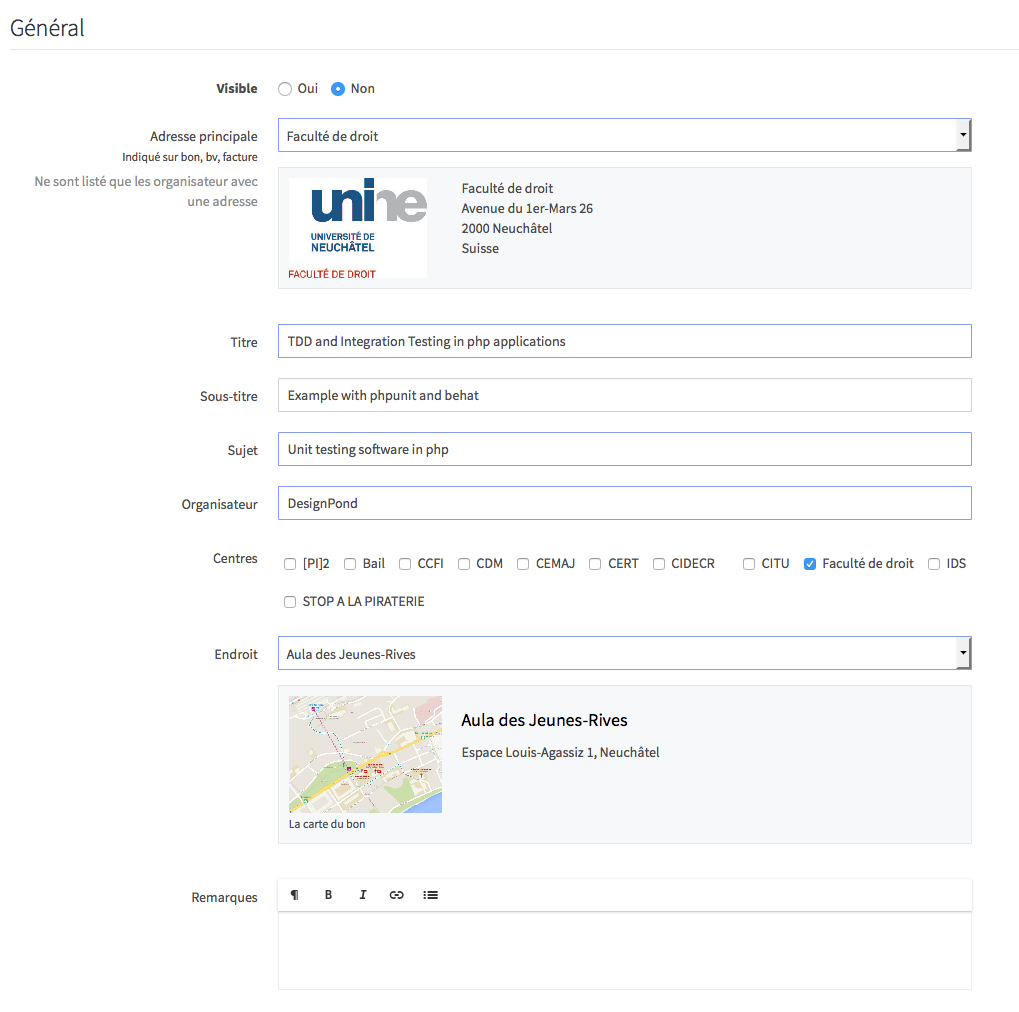 Général
Visible
Oui Non
Adresse principale
Indiqué sur bon, bv, facture
Ne sont listé que les organisateur avec
une adresse
Faculté de droit
unine
UNIVERSITÉ DE
NEUCHÂTEL
FACULTÉ DE DROIT
Faculté de droit
Avenue du 1er-Mars 26
2000 Neuchâtel
Suisse
Titre
TDD and Integration Testing in php applications
Sous-titre
Example with phpunit and behat
Sujet
Unit testing software in php
Organisateur
DesignPond
Centres
[PI]2 Bail CCFI CDM CEMAJ CERT CIDECR CITU Faculté de droit IDS
STOP A LA PIRATERIE
Endroit
Aula des Jeunes-Rives
Aula des Jeunes-Rives
Espace Louis-Agassiz 1, Neuchâtel
La carte du bon
Remarques
¶ B I